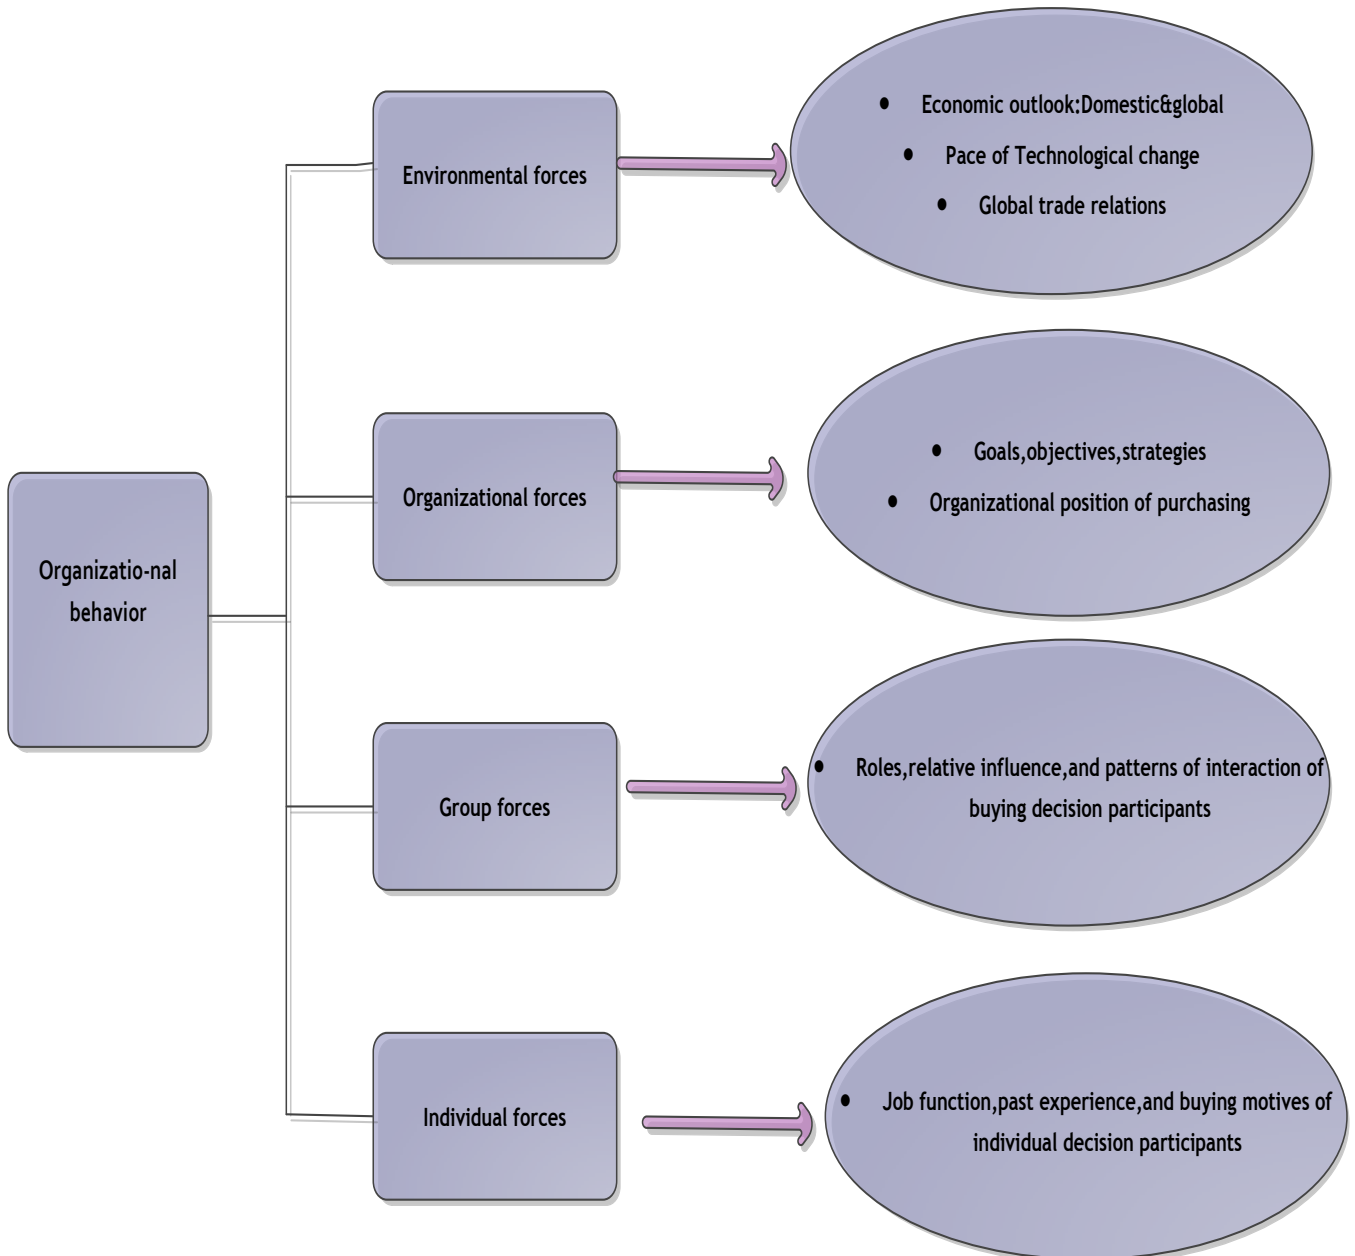 Organizatio-nal
behavior
Environmental forces
• Economic outlook:Domestic&global
• Pace of Technological change
• Global trade relations
Organizational forces
• Goals,objectives,strategies
• Organizational position of purchasing
Group forces
• Roles,relative influence,and patterns of interaction of
buying decision participants
Individual forces
• Job function,past experience,and buying motives of
individual decision participants